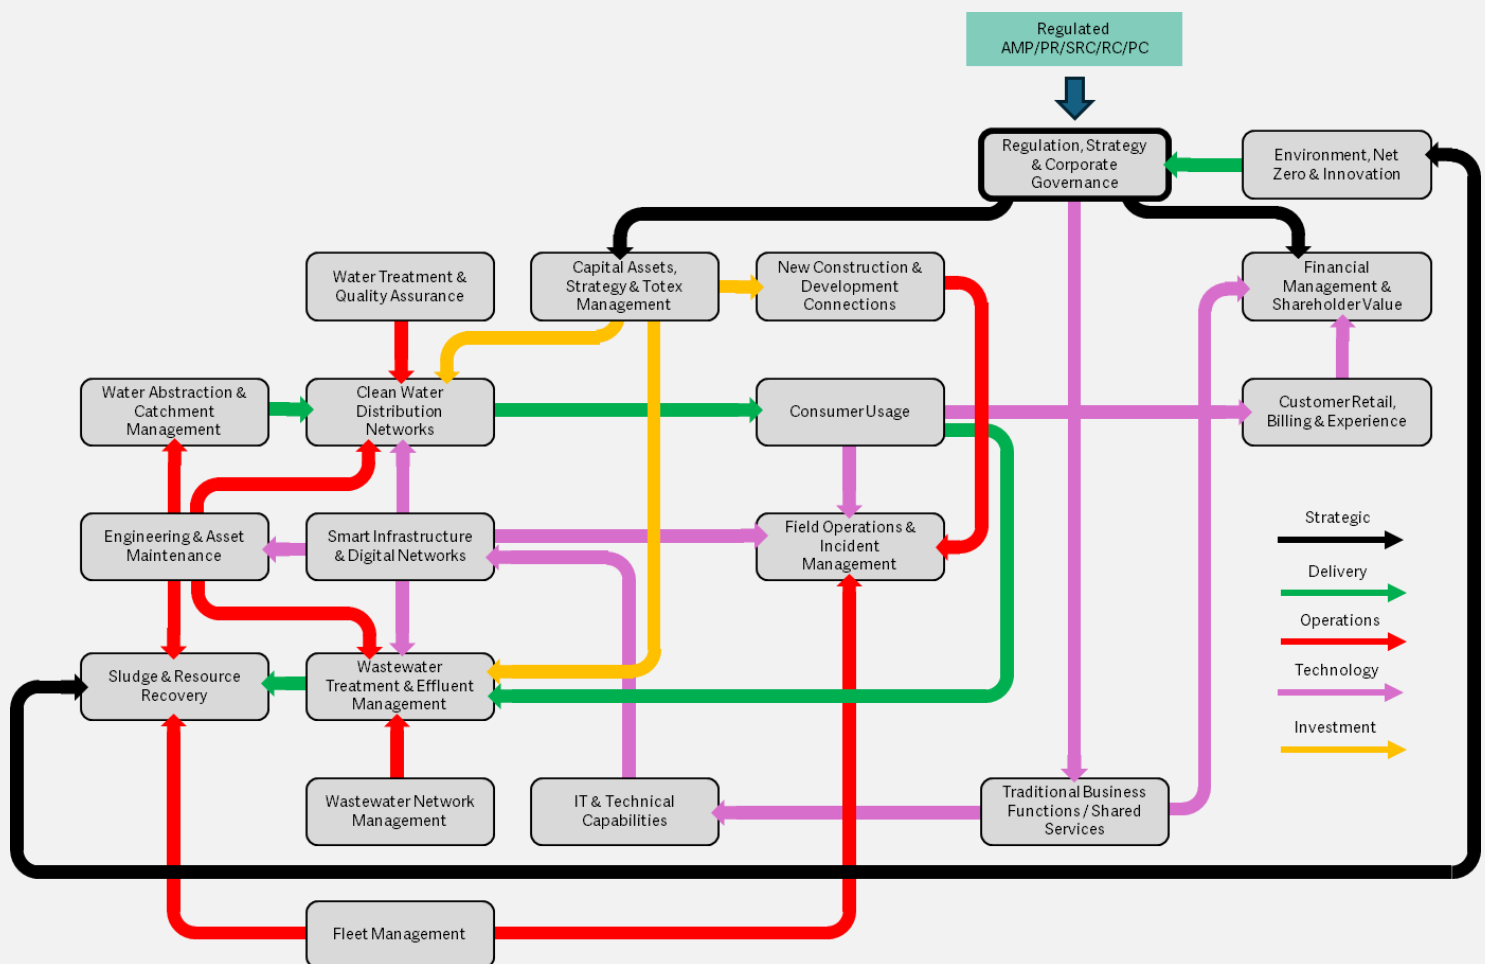 Regulated
AMP/PR/SRC/RC/PC
Regulation, Strategy
& Corporate
Governance
Environment, Net
Zero & Innovation
Water Treatment &
Quality Assurance
Capital Assets,
Strategy & Totex
Management
New Construction &
Development
Connections
Financial
Management &
Shareholder Value
Water Abstraction &
Catchment
Management
Clean Water
Distribution
Networks
Consumer Usage
Customer Retail,
Billing & Experience
Engineering & Asset
Maintenance
Smart Infrastructure
& Digital Networks
Field Operations &
Incident
Management
Strategic
Delivery
Operations
Technology
Investment
Sludge & Resource
Recovery
Wastewater
Treatment & Effluent
Management
Wastewater Network
Management
IT & Technical
Capabilities
Traditional Business
Functions / Shared
Services
Fleet Management